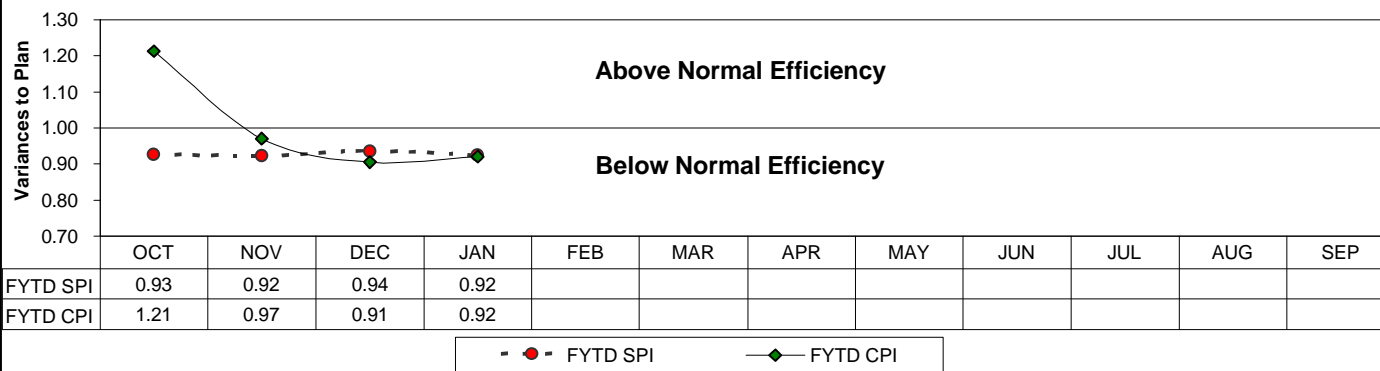 Variances to Plan
1.30
1.20
1.10
1.00
0.90
0.80
0.70
Above Normal Efficiency
Below Normal Efficiency
OCT NOV DEC JAN FEB MAR APR MAY JUN JUL AUG SEP
FYTD SPI 0.93 0.92 0.94 0.92
FYTD CPI 1.21 0.97 0.91 0.92
FYTD SPI FYTD CPI